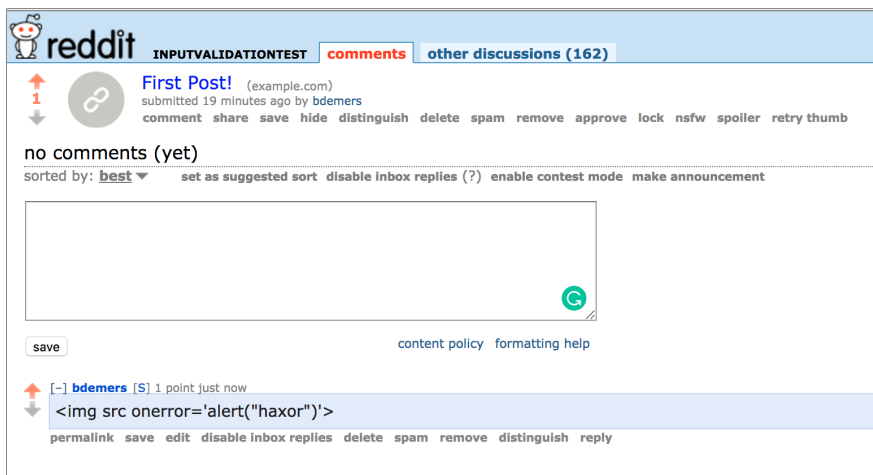 reddit INPUTVALIDATIONTEST comments other discussions (162)
First Post! (example.com)
1
submitted 19 minutes ago by bdemers
comment share save hide distinguish delete spam remove approve lock nsfw spoiler retry thumb
no comments (yet)
sorted by: best set as suggested sort disable inbox replies (?) enable contest mode make announcement
save content policy formatting help
[–] bdemers [S] 1 point just now
<img src onerror='alert("haxor")'>
permalink save edit disable inbox replies delete spam remove distinguish reply